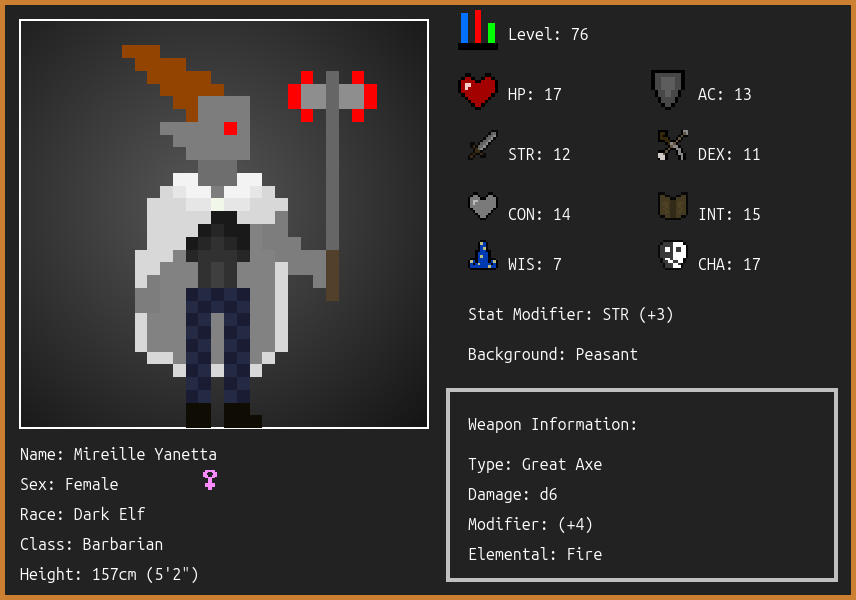 Level: 76
HP: 17
AC: 13
STR: 12
DEX: 11
CON: 14
INT: 15
WIS: 7
CHA: 17
Stat Modifier: STR (+3)
Background: Peasant
Weapon Information:
Type: Great Axe
Damage: d6
Modifier: (+4)
Elemental: Fire
Name: Mireille Yanetta
Sex: Female
Race: Dark Elf
Class: Barbarian
Height: 157cm (5'2")